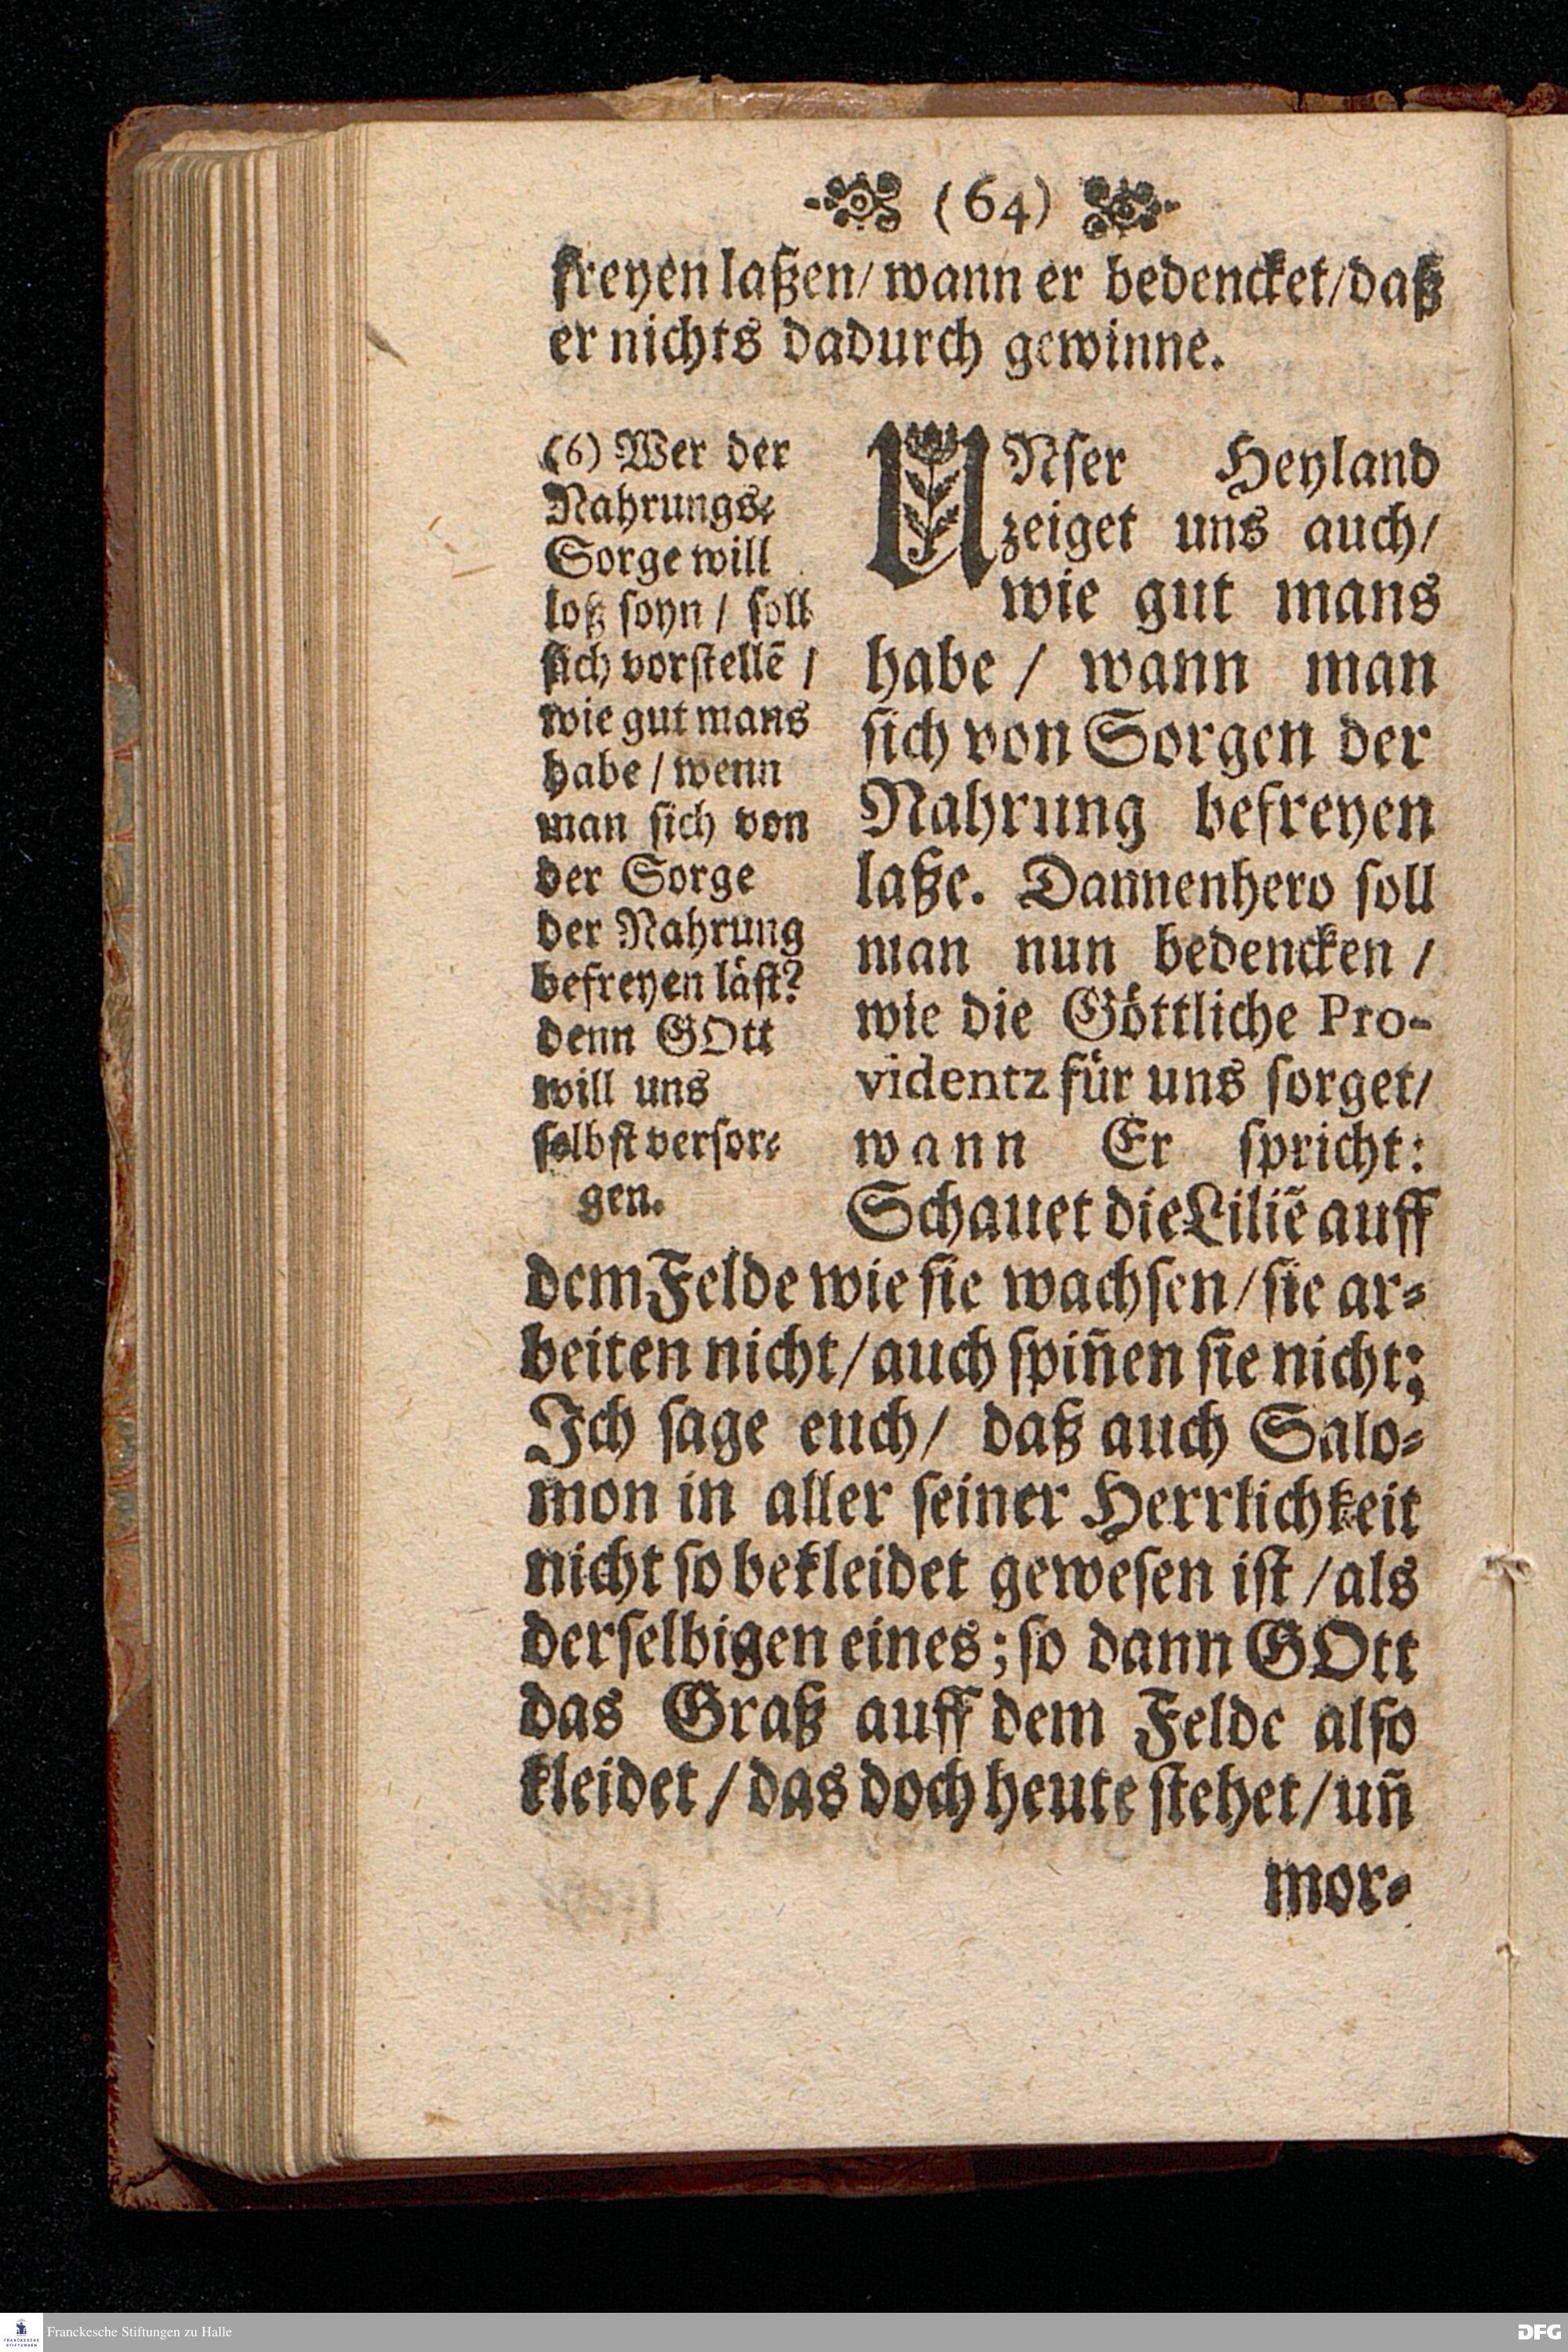 (64)
freyen laßen/ wann er bedencket/daß
er nichts dadurch gewinne.
(6) Wer der
Nahrungs-
Sorge will
loß soyn / soll
sich vorstellē /
wie gut mans
habe / wenn
man sich von
der Sorge
der Nahrung
befreyen läst?
denn GOtt
will uns
selbst versor-
gen.
UNser Heyland
zeiget uns auch/
wie gut mans
habe / wann man
sich von Sorgen der
Nahrung befreyen
laße. Dannenhero soll
man nun bedencken /
wie die Göttliche Pro-
videntz für uns sorget/
wann Er spricht:
Schauet die Liliē auff
dem Felde wie sie wachsen/sie ar-
beiten nicht/auch spiñen sie nicht;
Ich sage euch/ daß auch Salo-
mon in aller seiner Herrlichkeit
nicht so bekleidet gewesen ist /als
derselbigen eines; so dann GOtt
das Graß auff dem Felde also
kleidet / das doch heute stehet/uñ
mor-
Franckesche Stiftungen zu Halle
DFG